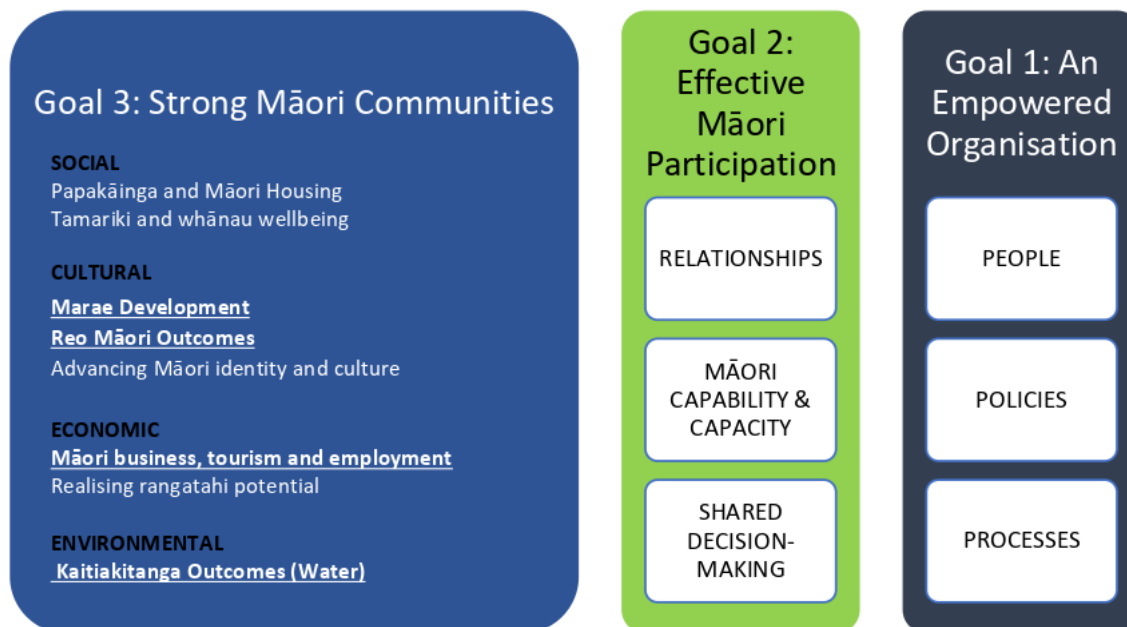 Goal 3: Strong Māori Communities
SOCIAL
Papakāinga and Māori Housing
Tamariki and whānau wellbeing
CULTURAL
Marae Development
Reo Māori Outcomes
Advancing Māori identity and culture
ECONOMIC
Māori business, tourism and employment
Realising rangatahi potential
ENVIRONMENTAL
Kaitiakitanga Outcomes (Water)
Goal 2:
Effective
Māori
Participation
RELATIONSHIPS
MĀORI
CAPABILITY &
CAPACITY
SHARED
DECISION-
MAKING
Goal 1: An
Empowered
Organisation
PEOPLE
POLICIES
PROCESSES